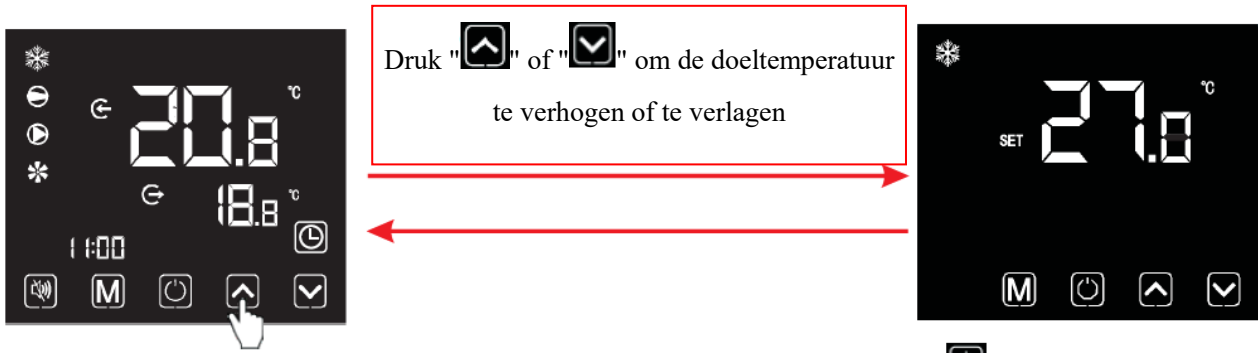 Druk "" of "" om de doeltemperatuur
te verhogen of te verlagen
20.8 °C
18.8 °C
11:00
M
SET 27.0 °C
M